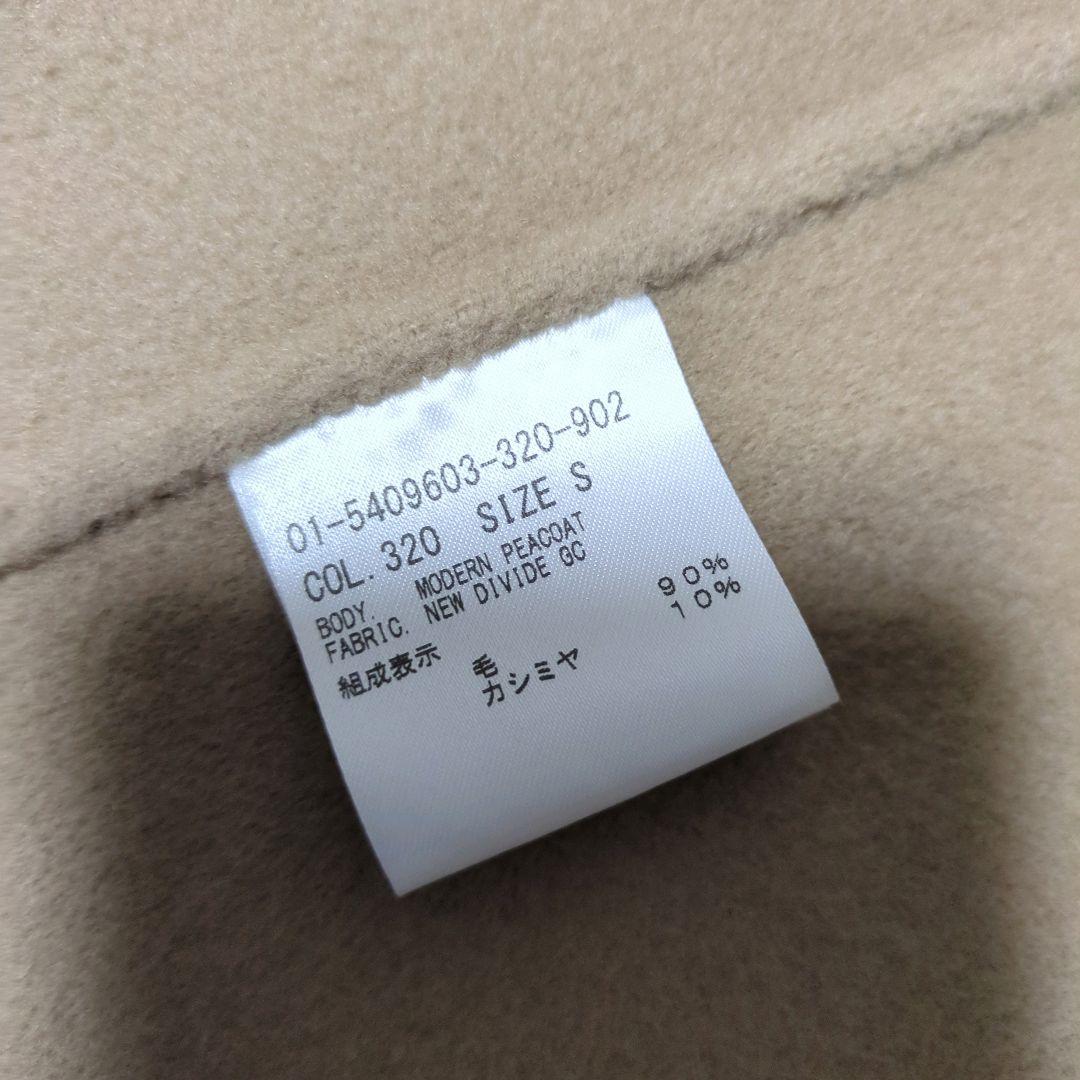 01-5409603-320-902
COL. 320 SIZE S
BODY. MODERN PEACOAT
FABRIC. NEW DIVIDE GC
組成表示 毛 90%
カシミヤ 10%